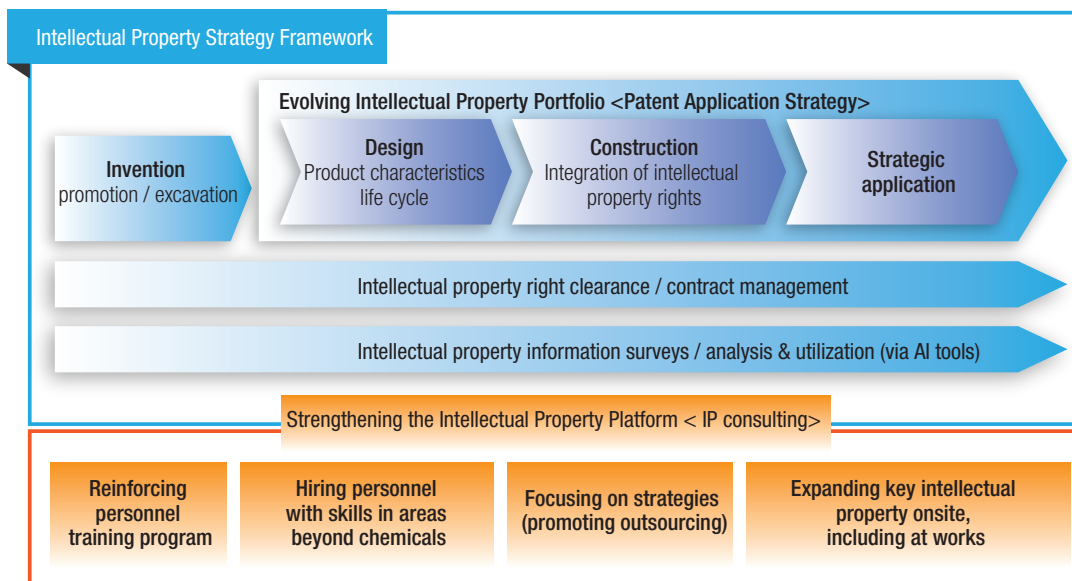 Intellectual Property Strategy Framework
Evolving Intellectual Property Portfolio <Patent Application Strategy>
Invention
promotion / excavation
Design
Product characteristics
life cycle
Construction
Integration of intellectual
property rights
Strategic
application
Intellectual property right clearance / contract management
Intellectual property information surveys / analysis & utilization (via AI tools)
Strengthening the Intellectual Property Platform < IP consulting>
Reinforcing
personnel
training program
Hiring personnel
with skills in areas
beyond chemicals
Focusing on strategies
(promoting outsourcing)
Expanding key intellectual
property onsite,
including at works